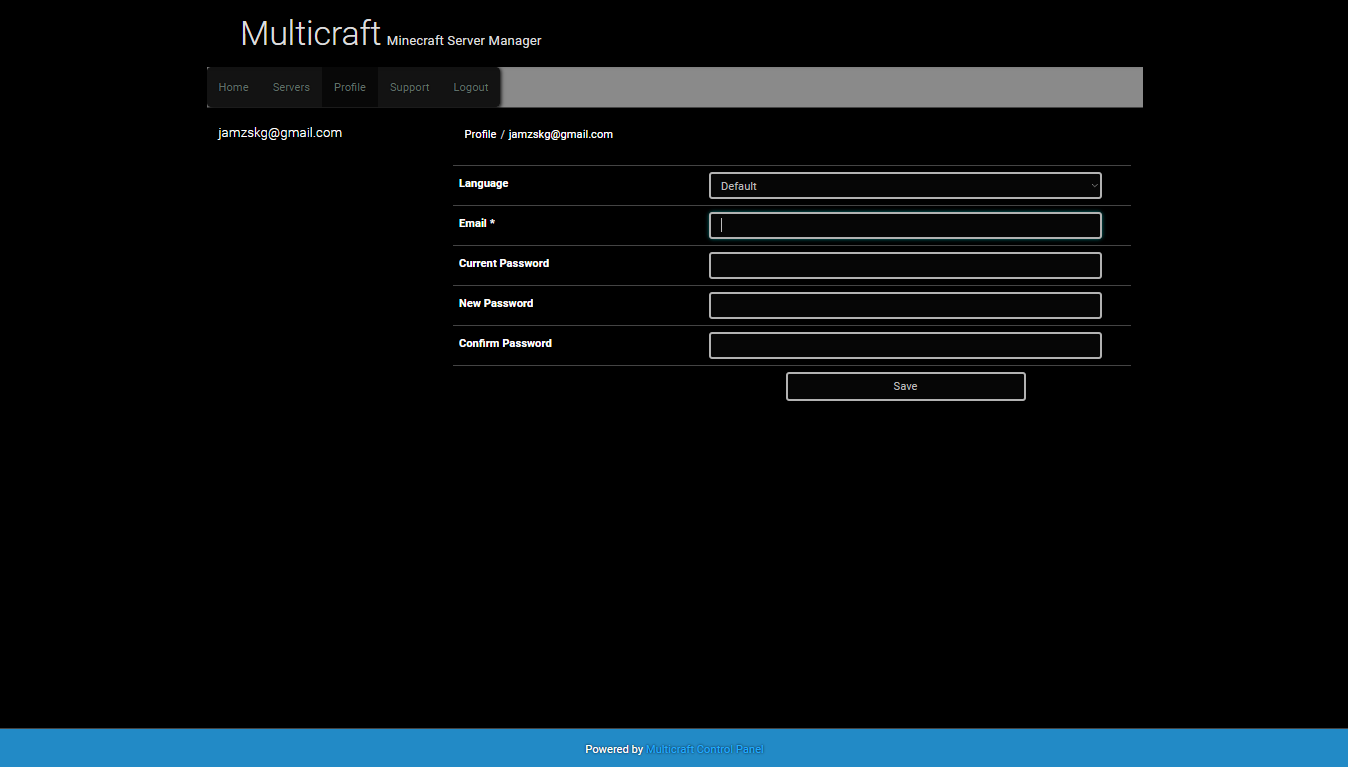 Multicraft Minecraft Server Manager
Home Servers Profile Support Logout
jamzskg@gmail.com
Profile / jamzskg@gmail.com
Language Default
Email *
Current Password
New Password
Confirm Password
Save
Powered by Multicraft Control Panel